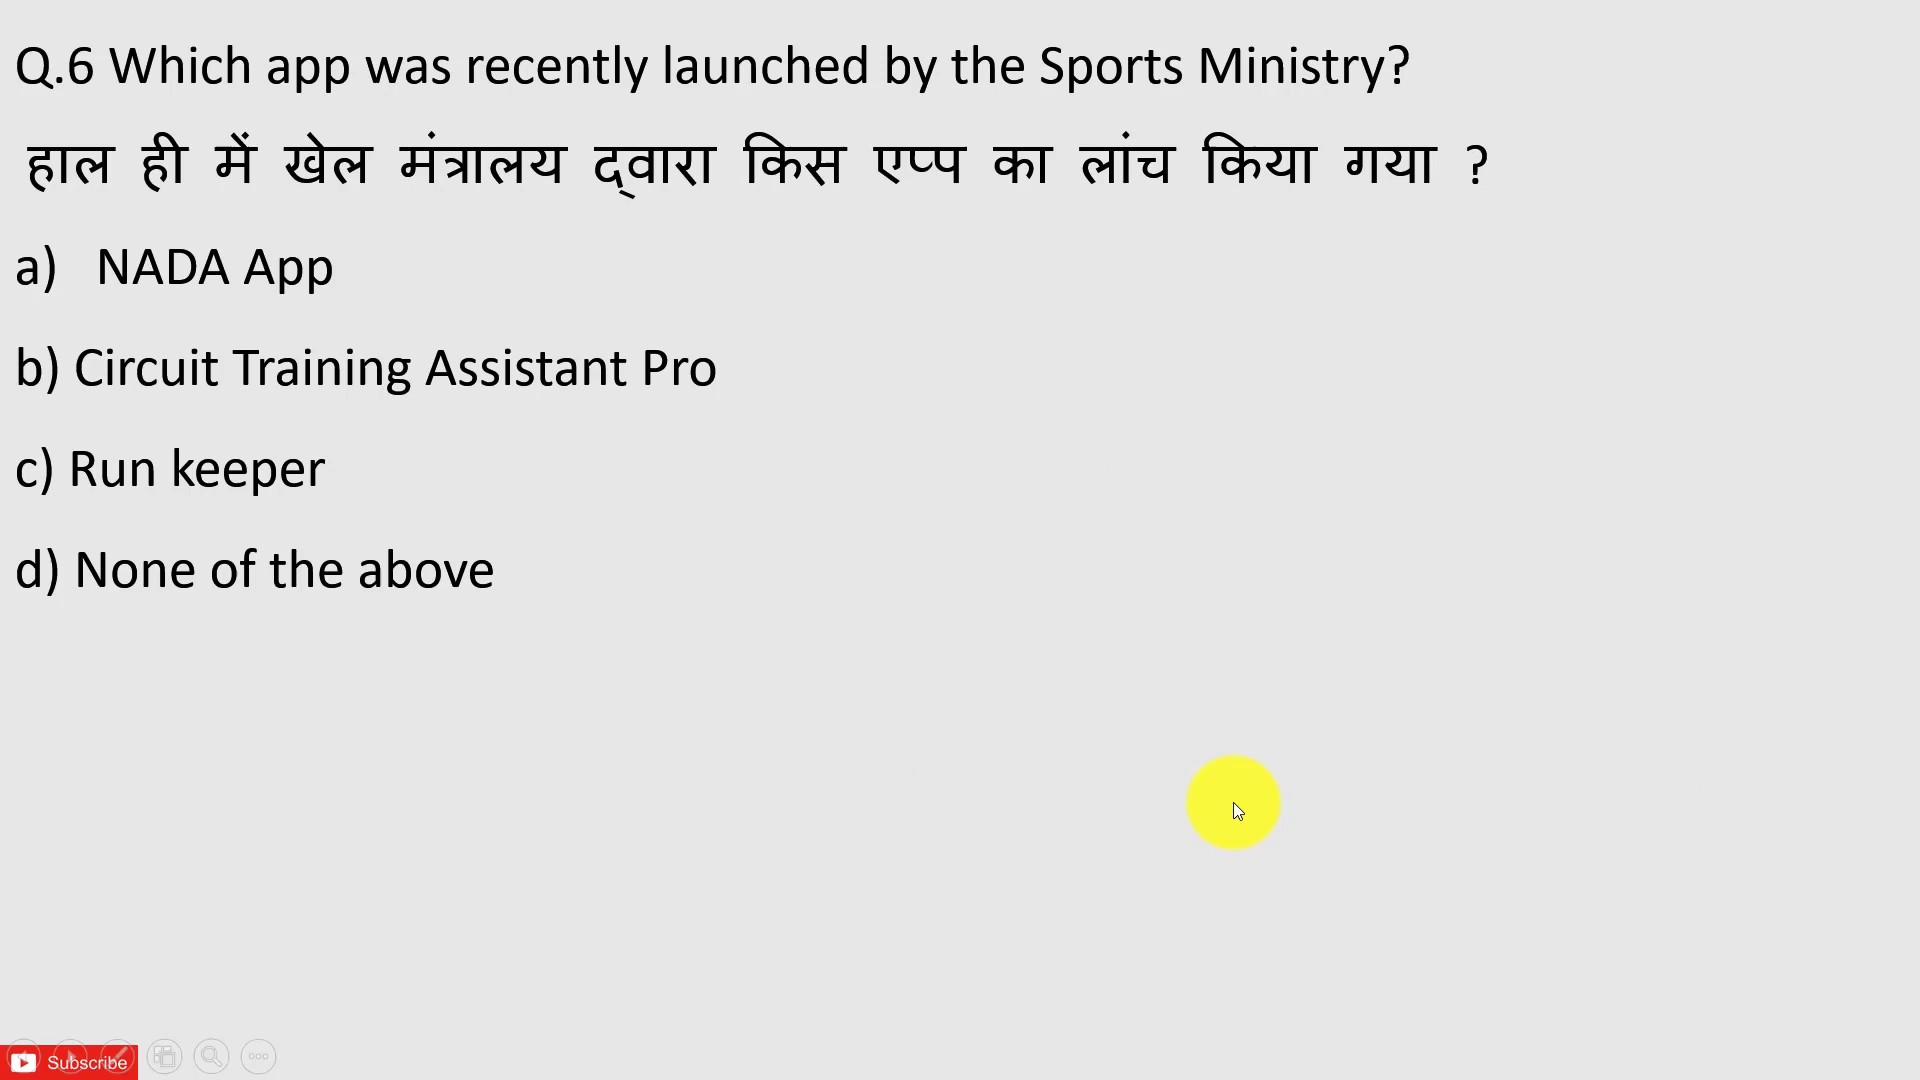 Q.6 Which app was recently launched by the Sports Ministry?
हाल ही में खेल मंत्रालय द्वारा किस एप्प का लांच किया गया ?
a) NADA App
b) Circuit Training Assistant Pro
c) Run keeper
d) None of the above
Subscribe